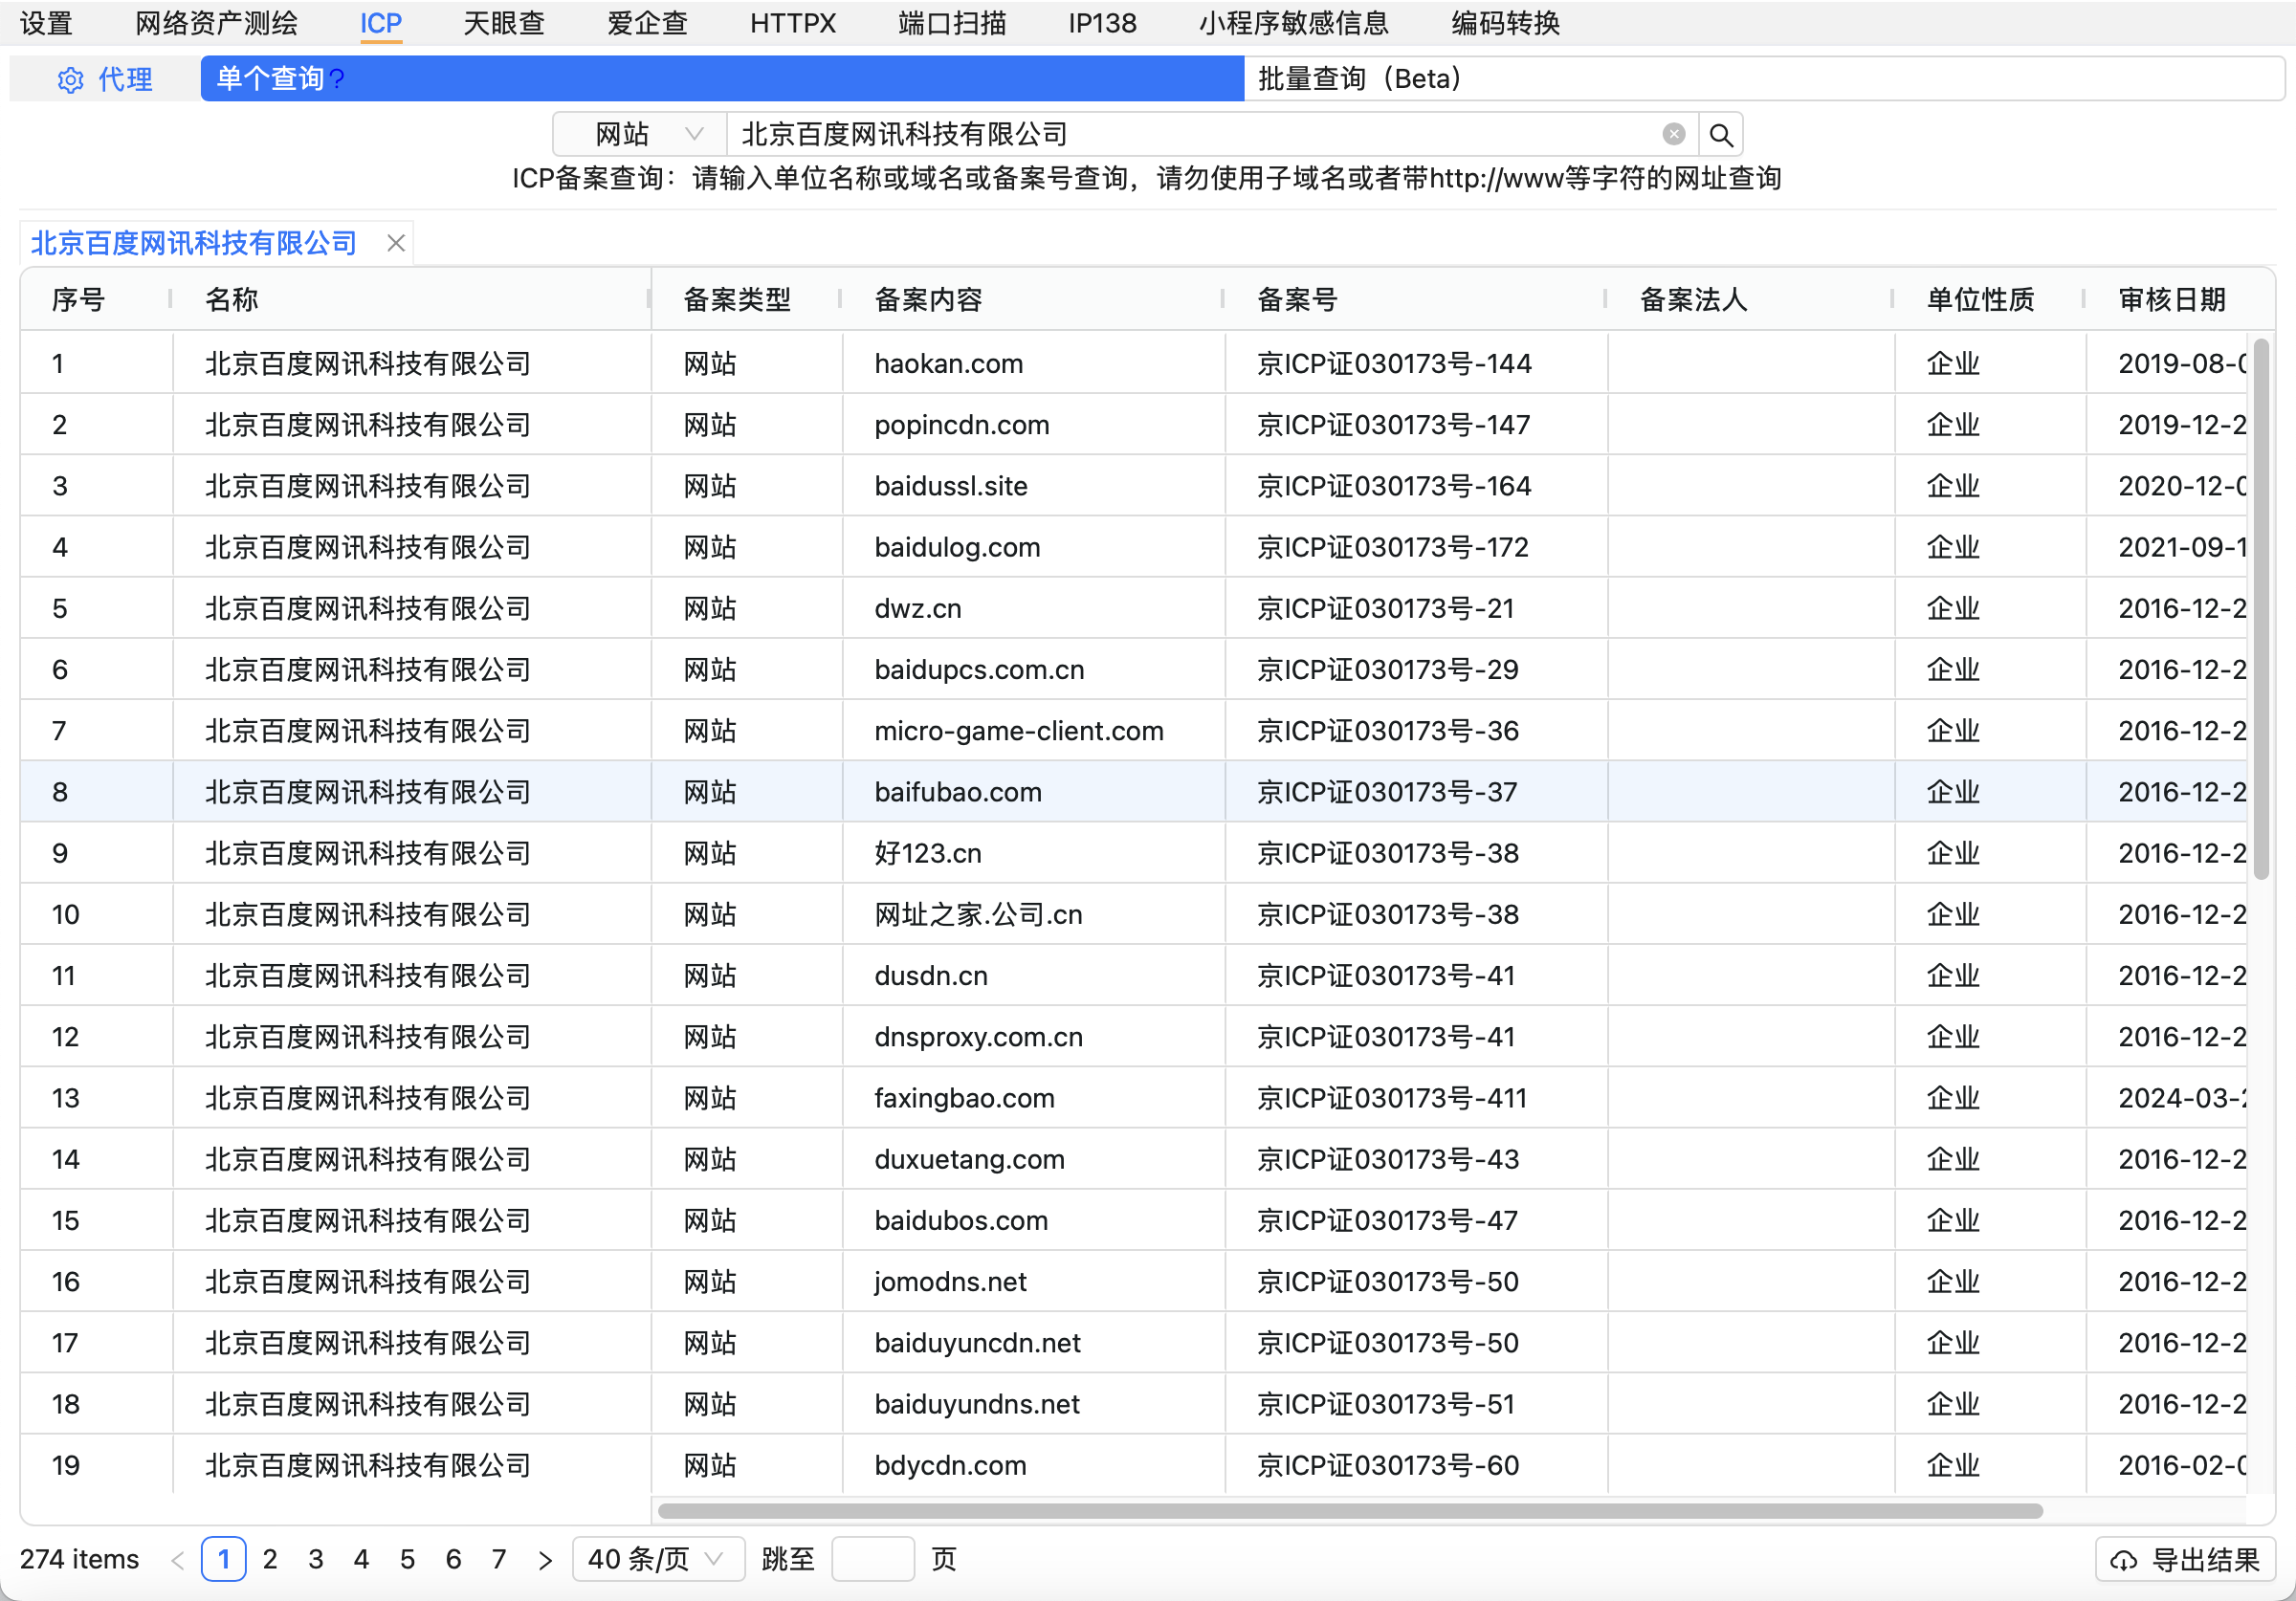 设置 网络资产测绘 ICP 天眼查 爱企查 HTTPX 端口扫描 IP138 小程序敏感信息 编码转换
代理 单个查询? 批量查询（Beta）
网站 北京百度网讯科技有限公司
ICP备案查询：请输入单位名称或域名或备案号查询，请勿使用子域名或者带http://www等字符的网址查询
北京百度网讯科技有限公司
序号 名称 备案类型 备案内容 备案号 备案法人 单位性质 审核日期
1 北京百度网讯科技有限公司 网站 haokan.com 京ICP证030173号-144 企业 2019-08-0
2 北京百度网讯科技有限公司 网站 popincdn.com 京ICP证030173号-147 企业 2019-12-2
3 北京百度网讯科技有限公司 网站 baidussl.site 京ICP证030173号-164 企业 2020-12-0
4 北京百度网讯科技有限公司 网站 baidulog.com 京ICP证030173号-172 企业 2021-09-1
5 北京百度网讯科技有限公司 网站 dwz.cn 京ICP证030173号-21 企业 2016-12-2
6 北京百度网讯科技有限公司 网站 baidupcs.com.cn 京ICP证030173号-29 企业 2016-12-2
7 北京百度网讯科技有限公司 网站 micro-game-client.com 京ICP证030173号-36 企业 2016-12-2
8 北京百度网讯科技有限公司 网站 baifubao.com 京ICP证030173号-37 企业 2016-12-2
9 北京百度网讯科技有限公司 网站 好123.cn 京ICP证030173号-38 企业 2016-12-2
10 北京百度网讯科技有限公司 网站 网址之家.公司.cn 京ICP证030173号-38 企业 2016-12-2
11 北京百度网讯科技有限公司 网站 dusdn.cn 京ICP证030173号-41 企业 2016-12-2
12 北京百度网讯科技有限公司 网站 dnsproxy.com.cn 京ICP证030173号-41 企业 2016-12-2
13 北京百度网讯科技有限公司 网站 faxingbao.com 京ICP证030173号-411 企业 2024-03-2
14 北京百度网讯科技有限公司 网站 duxuetang.com 京ICP证030173号-43 企业 2016-12-2
15 北京百度网讯科技有限公司 网站 baidubos.com 京ICP证030173号-47 企业 2016-12-2
16 北京百度网讯科技有限公司 网站 jomodns.net 京ICP证030173号-50 企业 2016-12-2
17 北京百度网讯科技有限公司 网站 baiduyuncdn.net 京ICP证030173号-50 企业 2016-12-2
18 北京百度网讯科技有限公司 网站 baiduyundns.net 京ICP证030173号-51 企业 2016-12-2
19 北京百度网讯科技有限公司 网站 bdycdn.com 京ICP证030173号-60 企业 2016-02-0
274 items < 1 2 3 4 5 6 7 > 40 条/页 跳至 页 导出结果